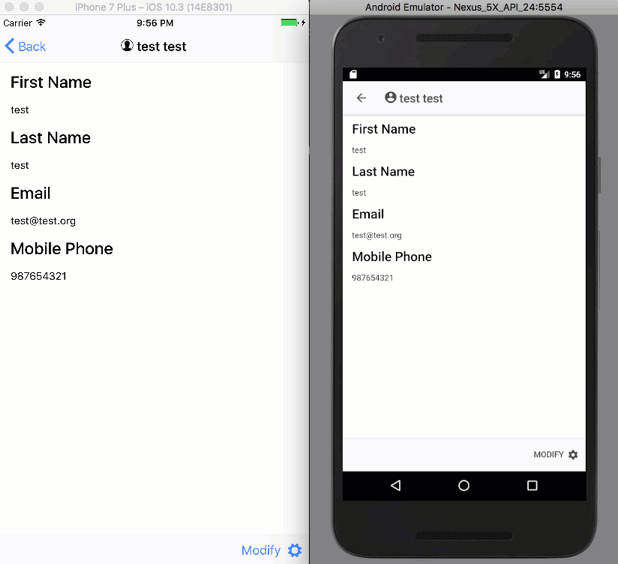 iPhone 7 Plus – iOS 10.3 (14E8301)
Carrier 9:56 PM
Back test test
First Name
test
Last Name
test
Email
test@test.org
Mobile Phone
987654321
Modify
Android Emulator - Nexus_5X_API_24:5554
9:56
test test
First Name
test
Last Name
test
Email
test@test.org
Mobile Phone
987654321
MODIFY